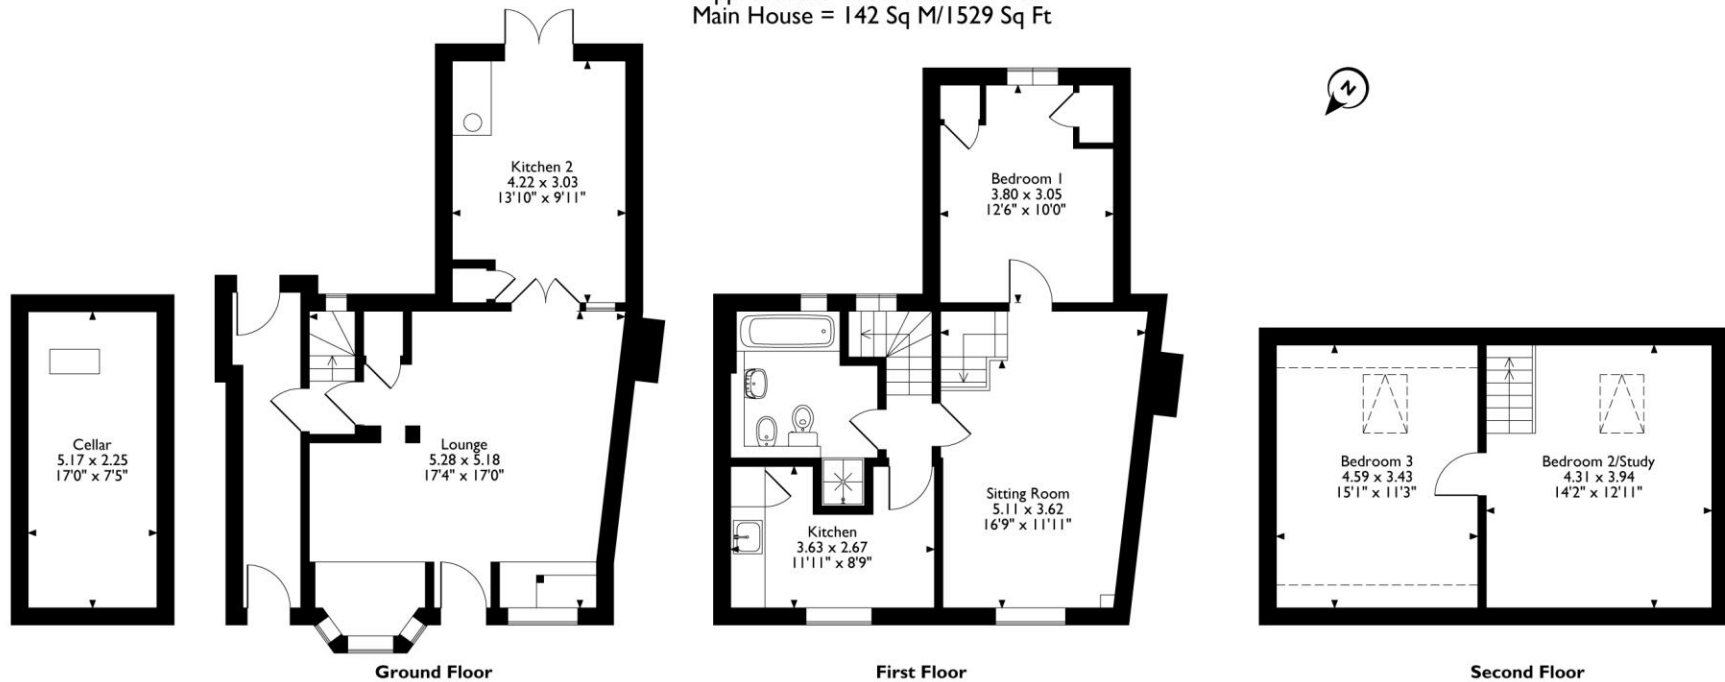 Main House = 142 Sq M/1529 Sq Ft
N
Kitchen 2
4.22 x 3.03
13'10" x 9'11"
Bedroom 1
3.80 x 3.05
12'6" x 10'0"
Cellar
5.17 x 2.25
17'0" x 7'5"
Lounge
5.28 x 5.18
17'4" x 17'0"
Sitting Room
5.11 x 3.62
16'9" x 11'11"
Kitchen
3.63 x 2.67
11'11" x 8'9"
Bedroom 3
4.59 x 3.43
15'1" x 11'3"
Bedroom 2/Study
4.31 x 3.94
14'2" x 12'11"
Ground Floor
First Floor
Second Floor